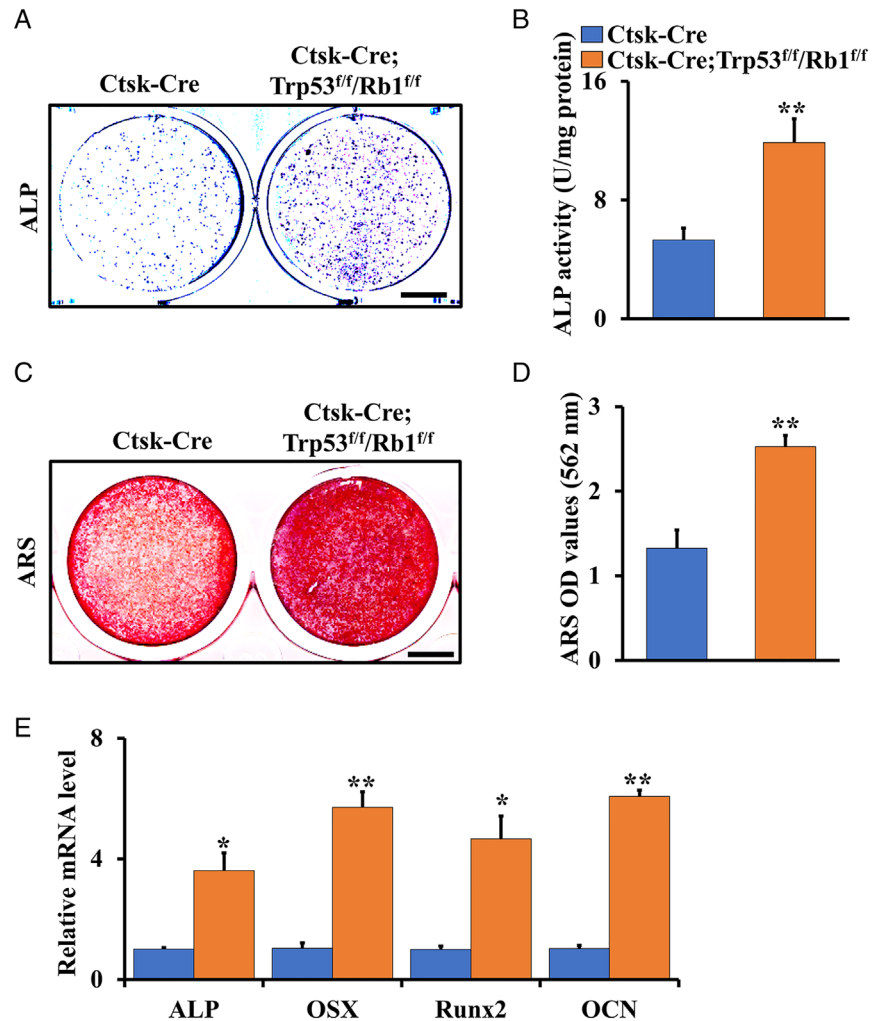 A
Ctsk-Cre
Ctsk-Cre;
Trp53f/f/Rb1f/f
ALP
B
Ctsk-Cre
Ctsk-Cre;Trp53f/f/Rb1f/f
ALP activity (U/mg protein)
16
**
8
0
C
Ctsk-Cre
Ctsk-Cre;
Trp53f/f/Rb1f/f
ARS
D
ARS OD values (562 nm)
3
**
2
1
0
E
Relative mRNA level
8
4
0
*
**
*
**
ALP
OSX
Runx2
OCN